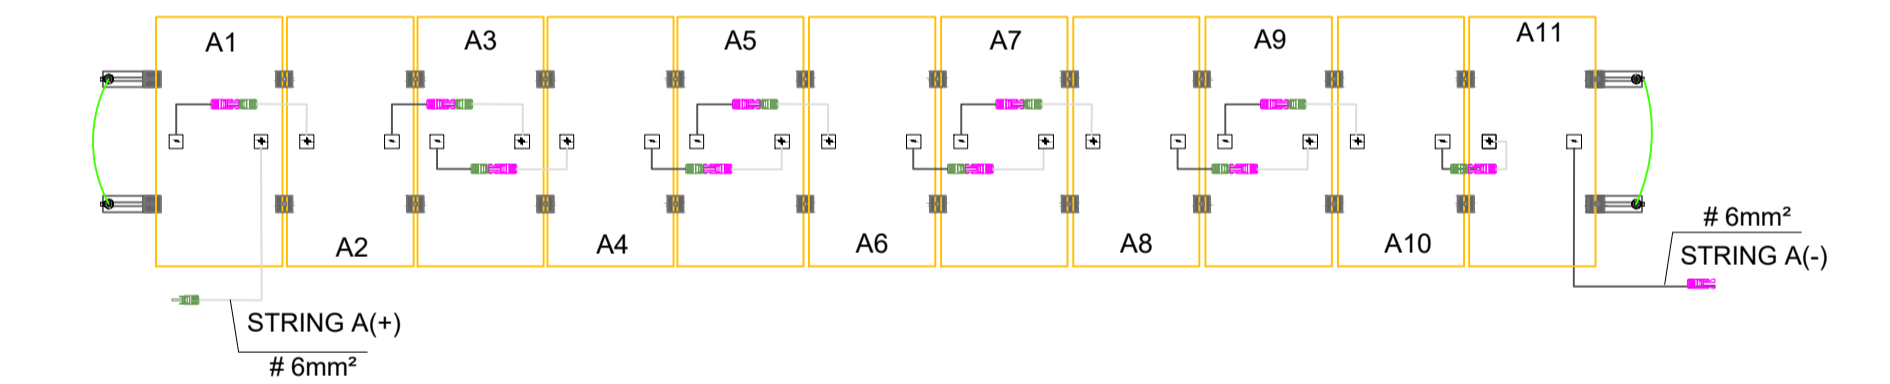 A1
A3
A5
A7
A9
A11
- + + - - + + - - + + - - + + - - + + - + -
A2
A4
A6
A8
A10
# 6mm²
STRING A(-)
STRING A(+)
# 6mm²